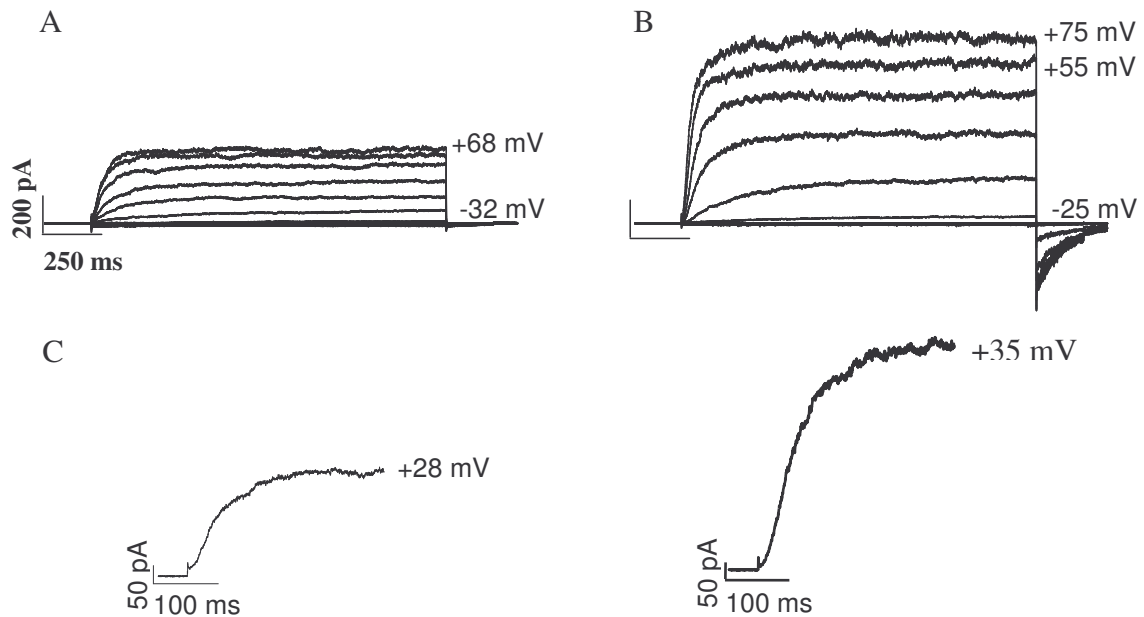 A
+68 mV
-32 mV
200 pA
250 ms
B
+75 mV
+55 mV
-25 mV
C
+28 mV
50 pA
100 ms
+35 mV
50 pA
100 ms